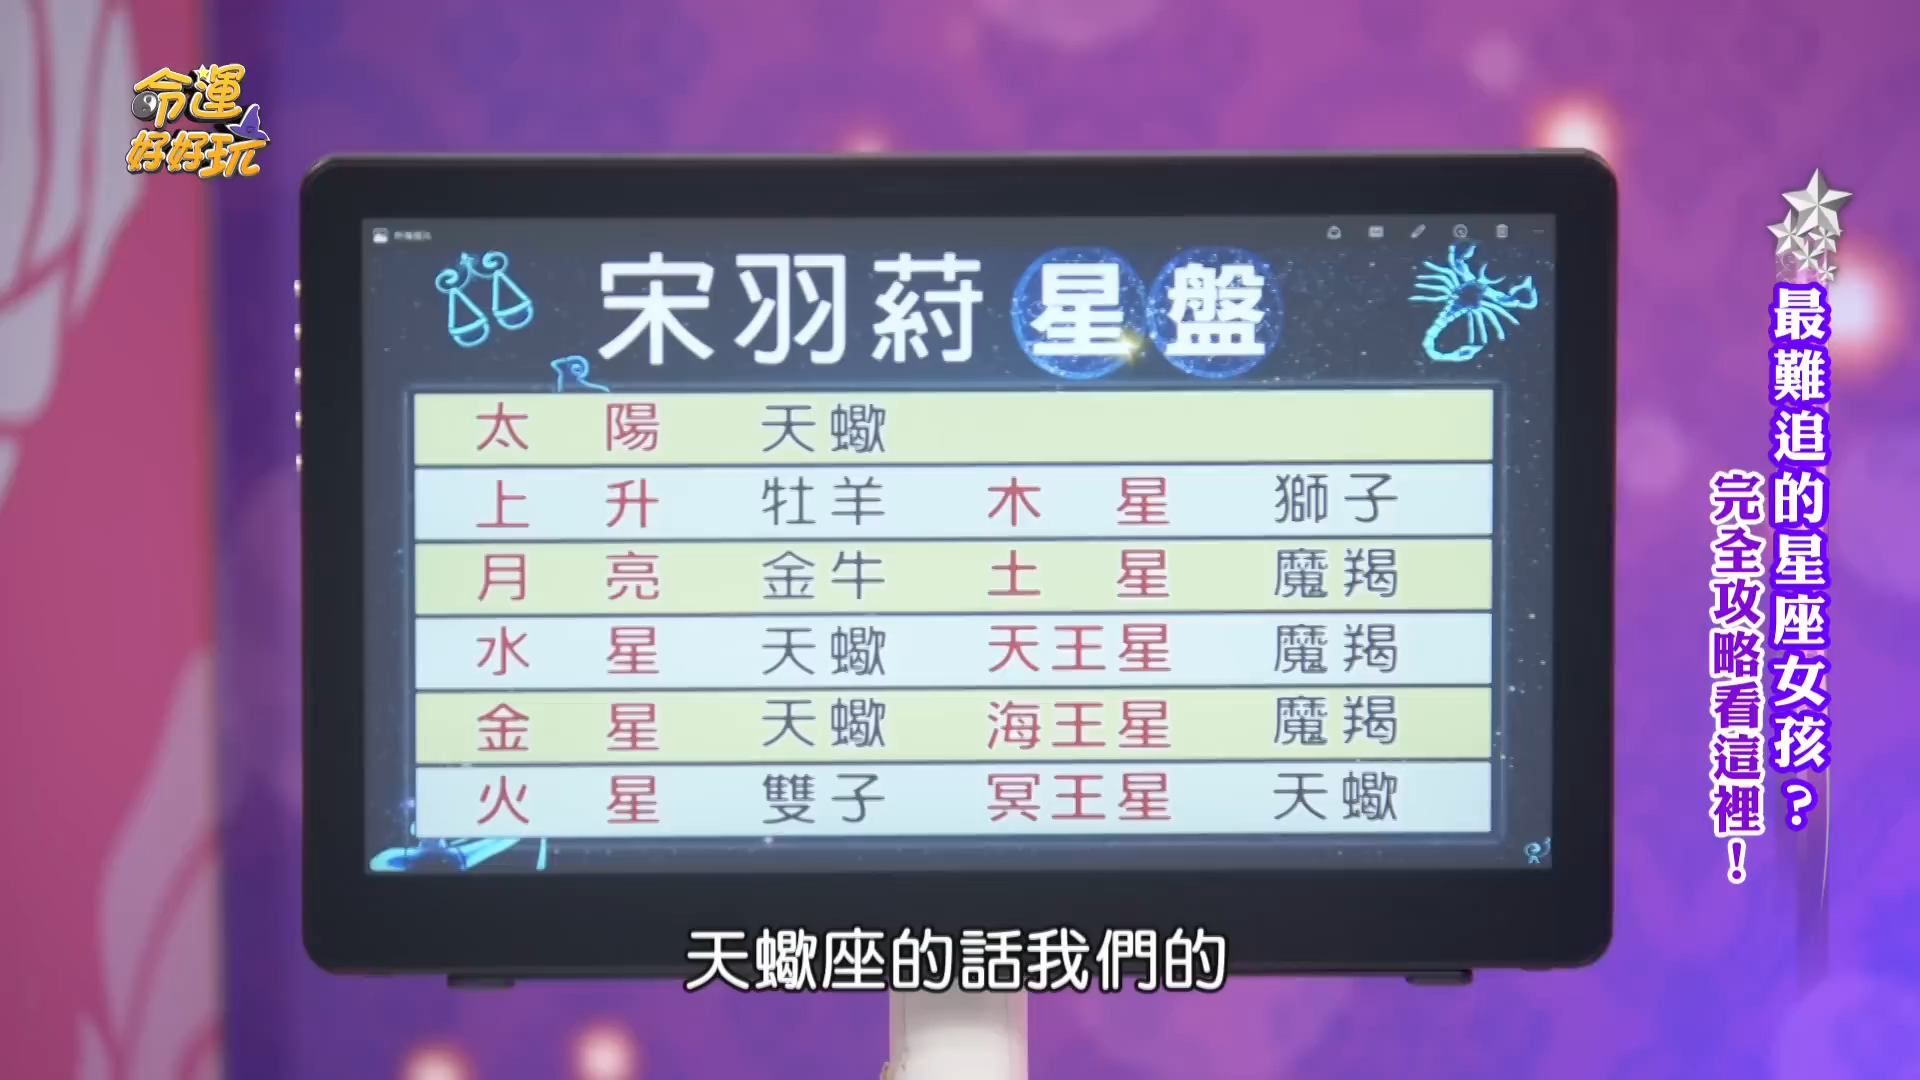 命運
好好玩
宋羽葤星盤
太陽 天蠍
上升 牡羊 木星 獅子
月亮 金牛 土星 魔羯
水星 天蠍 天王星 魔羯
金星 天蠍 海王星 魔羯
火星 雙子 冥王星 天蠍
最難追的星座女孩?
完全攻略看這裡!
天蠍座的話我們的